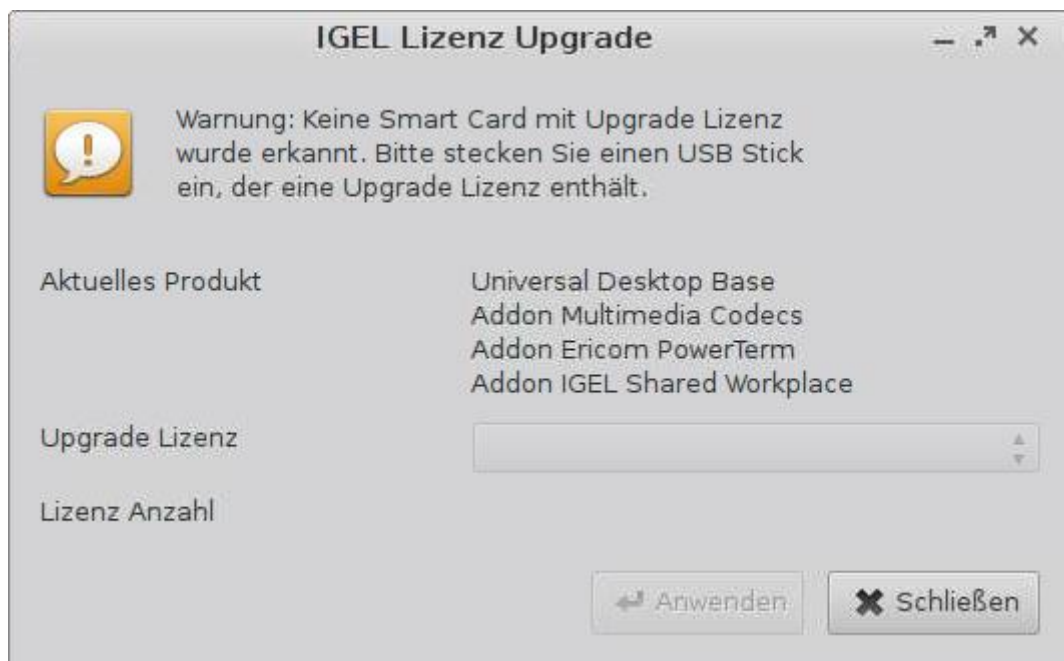 IGEL Lizenz Upgrade
Warnung: Keine Smart Card mit Upgrade Lizenz
wurde erkannt. Bitte stecken Sie einen USB Stick
ein, der eine Upgrade Lizenz enthält.
Aktuelles Produkt
Universal Desktop Base
Addon Multimedia Codecs
Addon Ericom PowerTerm
Addon IGEL Shared Workplace
Upgrade Lizenz
Lizenz Anzahl
Anwenden
Schließen